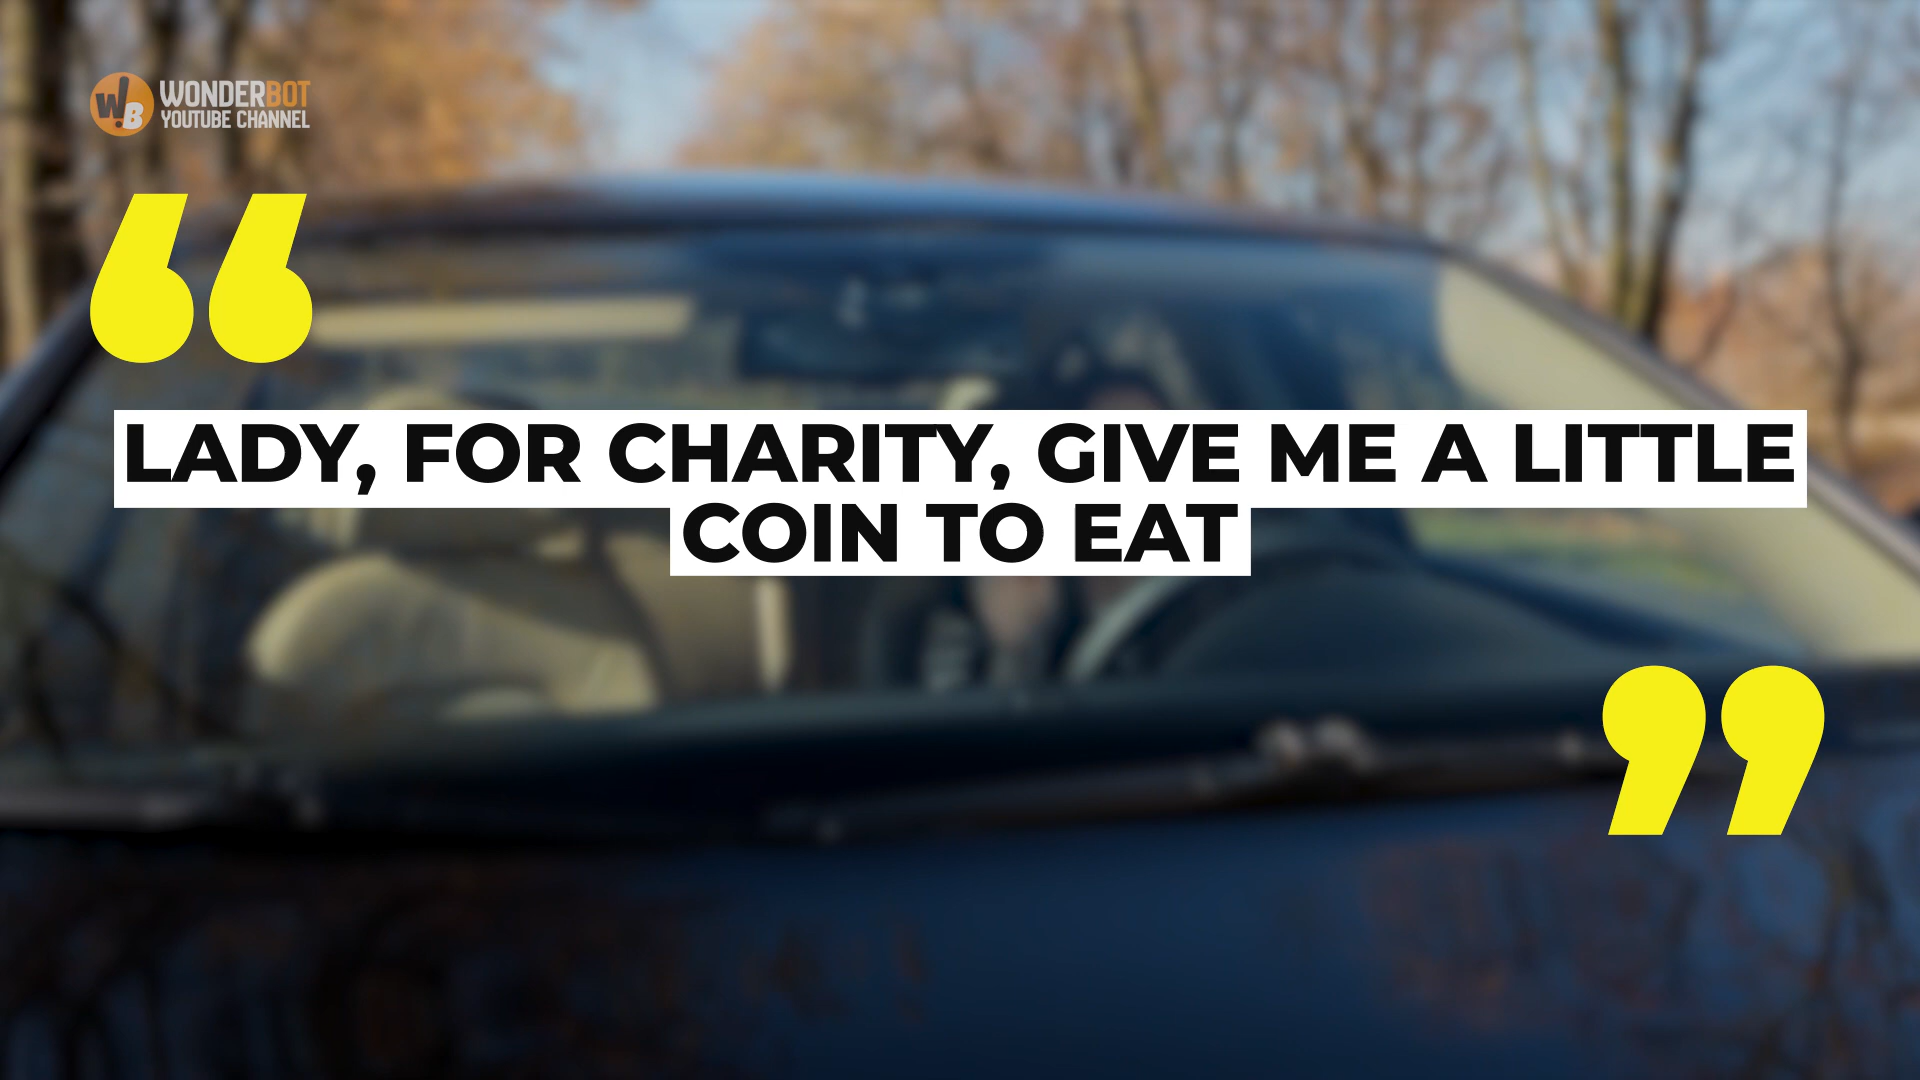 WONDERBOT
YOUTUBE CHANNEL
“
LADY, FOR CHARITY, GIVE ME A LITTLE
COIN TO EAT
”